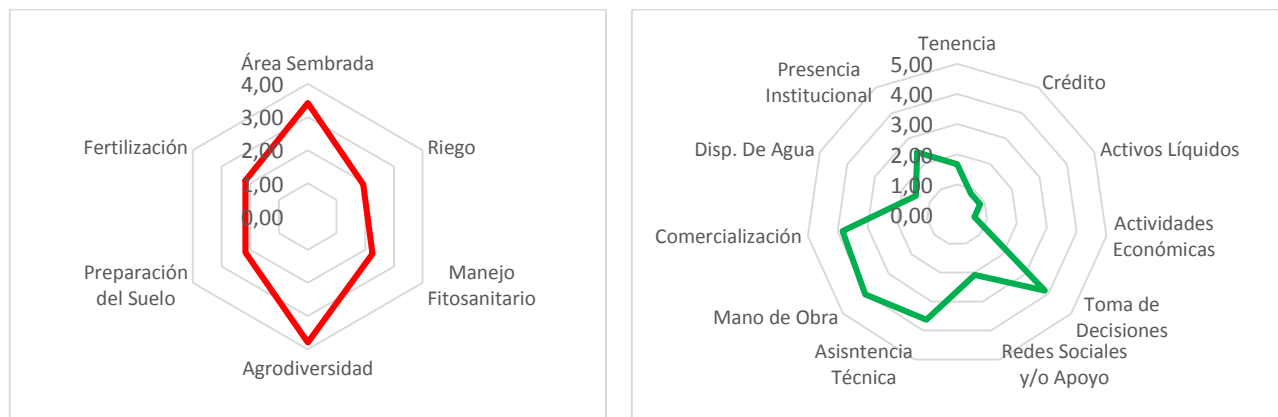 Área Sembrada
4,00
3,00
2,00
1,00
0,00
Riego
Manejo
Fitosanitario
Agrodiversidad
Preparación
del Suelo
Fertilización
Tenencia
5,00
4,00
3,00
2,00
1,00
0,00
Crédito
Activos Líquidos
Actividades
Económicas
Toma de
Decisiones
Redes Sociales
y/o Apoyo
Asisntencia
Técnica
Mano de Obra
Comercialización
Disp. De Agua
Presencia
Institucional